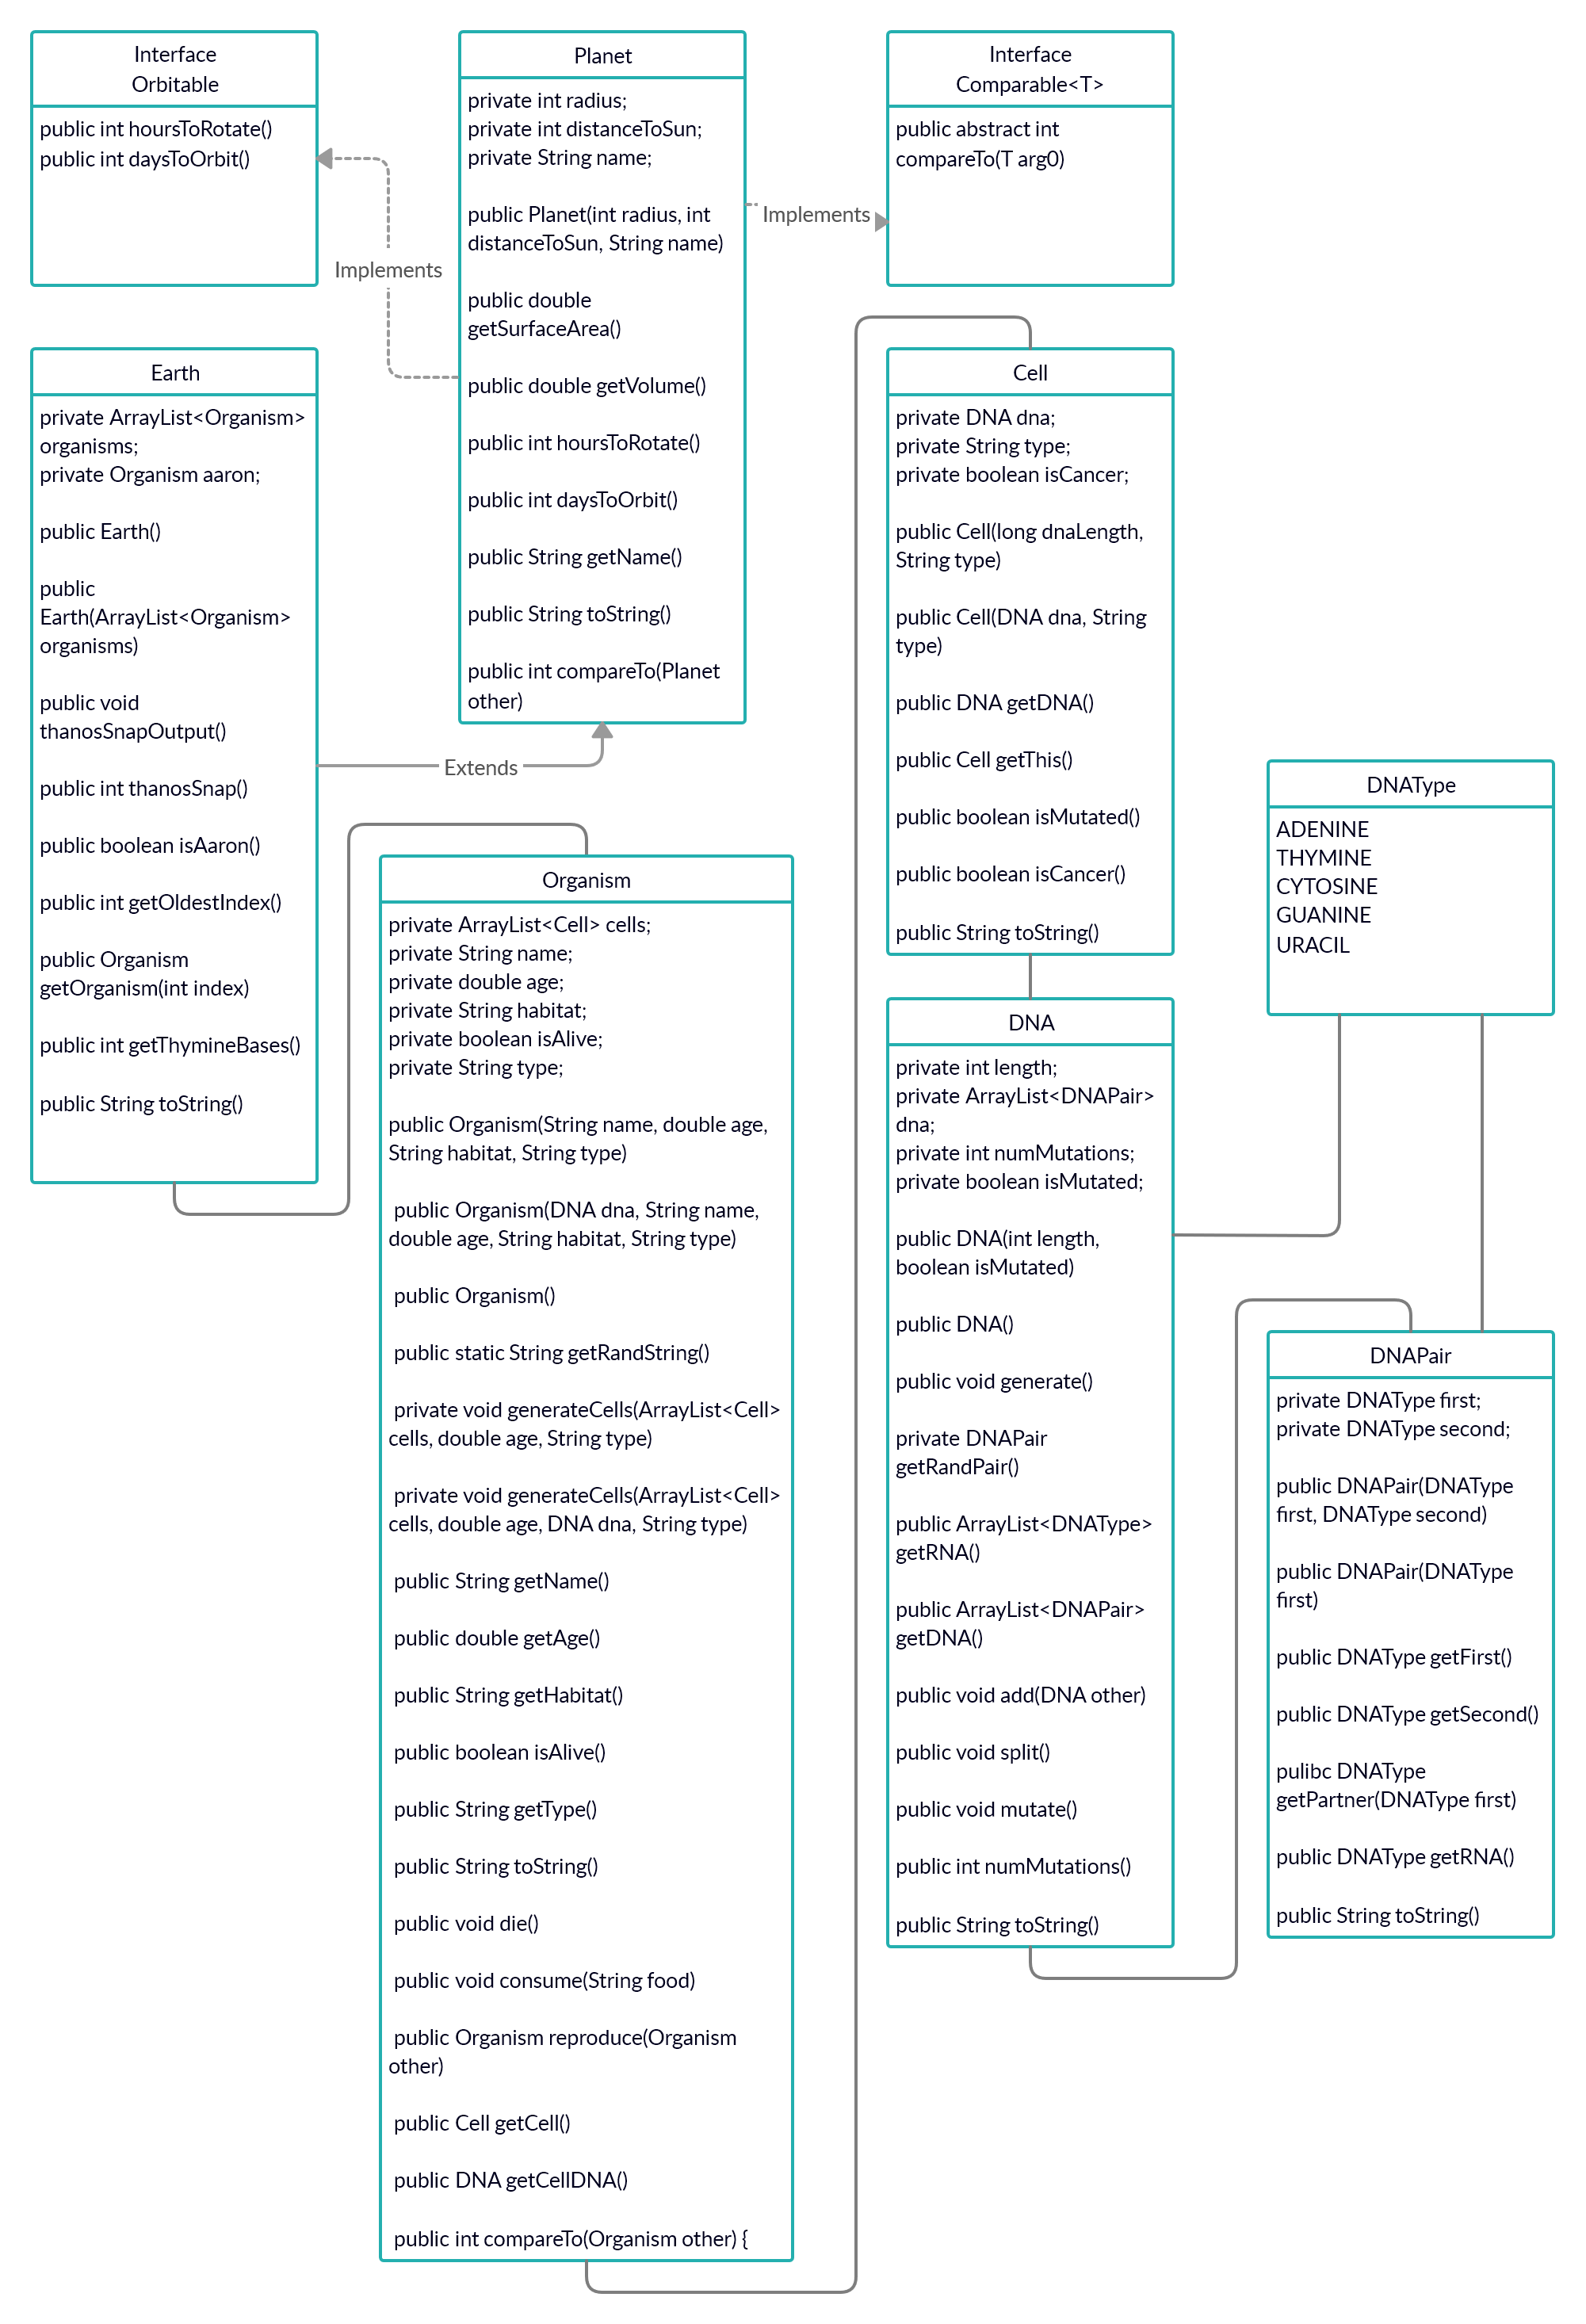 Interface
Orbitable
public int hoursToRotate()
public int daysToOrbit()
Planet
private int radius;
private int distanceToSun;
private String name;
public Planet(int radius, int
distanceToSun, String name)
public double
getSurfaceArea()
public double getVolume()
public int hoursToRotate()
public int daysToOrbit()
public String getName()
public String toString()
public int compareTo(Planet
other)
Interface
Comparable<T>
public abstract int
compareTo(T arg0)
Implements
Implements
Earth
private ArrayList<Organism>
organisms;
private Organism aaron;
public Earth()
public
Earth(ArrayList<Organism>
organisms)
public void
thanosSnapOutput()
public int thanosSnap()
public boolean isAaron()
public int getOldestIndex()
public Organism
getOrganism(int index)
public int getThymineBases()
public String toString()
Extends
Cell
private DNA dna;
private String type;
private boolean isCancer;
public Cell(long dnaLength,
String type)
public Cell(DNA dna, String
type)
public DNA getDNA()
public Cell getThis()
public boolean isMutated()
public boolean isCancer()
public String toString()
DNAType
ADENINE
THYMINE
CYTOSINE
GUANINE
URACIL
Organism
private ArrayList<Cell> cells;
private String name;
private double age;
private String habitat;
private boolean isAlive;
private String type;
public Organism(String name, double age,
String habitat, String type)
public Organism(DNA dna, String name,
double age, String habitat, String type)
public Organism()
public static String getRandString()
private void generateCells(ArrayList<Cell>
cells, double age, String type)
private void generateCells(ArrayList<Cell>
cells, double age, DNA dna, String type)
public String getName()
public double getAge()
public String getHabitat()
public boolean isAlive()
public String getType()
public String toString()
public void die()
public void consume(String food)
public Organism reproduce(Organism
other)
public Cell getCell()
public DNA getCellDNA()
public int compareTo(Organism other) {
DNA
private int length;
private ArrayList<DNAPair>
dna;
private int numMutations;
private boolean isMutated;
public DNA(int length,
boolean isMutated)
public DNA()
public void generate()
private DNAPair
getRandPair()
public ArrayList<DNAType>
getRNA()
public ArrayList<DNAPair>
getDNA()
public void add(DNA other)
public void split()
public void mutate()
public int numMutations()
public String toString()
DNAPair
private DNAType first;
private DNAType second;
public DNAPair(DNAType
first, DNAType second)
public DNAPair(DNAType
first)
public DNAType getFirst()
public DNAType getSecond()
pulibc DNAType
getPartner(DNAType first)
public DNAType getRNA()
public String toString()